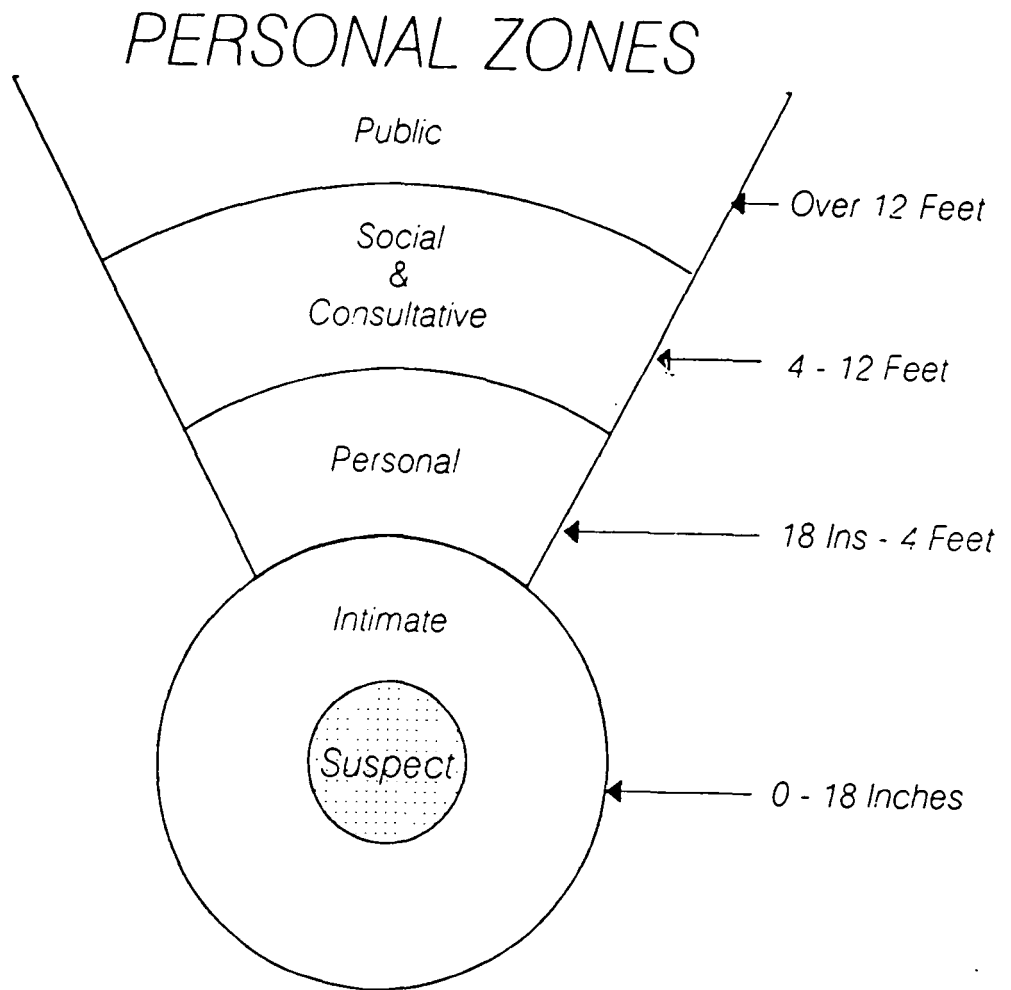 PERSONAL ZONES
Public
Over 12 Feet
Social
&
Consultative
4 - 12 Feet
Personal
18 Ins - 4 Feet
Intimate
Suspect
0 - 18 Inches